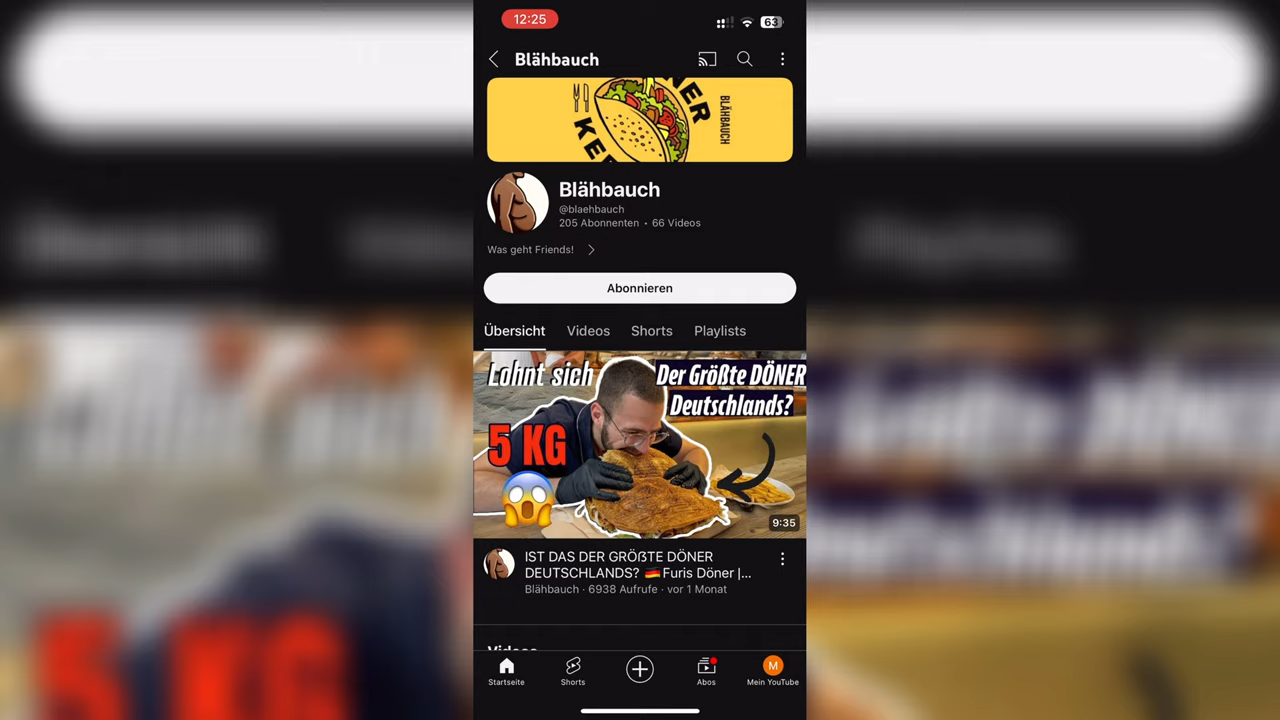 12:25
63
Blähbauch
BLÄHBAUCH
Blähbauch
@blaehbauch
205 Abonnenten • 66 Videos
Was geht Friends!
Abonnieren
Übersicht Videos Shorts Playlists
Lohnt sich
Der Größte DÖNER
Deutschlands?
5 KG
9:35
IST DAS DER GRÖẞTE DÖNER
DEUTSCHLANDS? 🇩🇪Furis Döner |...
Blähbauch · 6938 Aufrufe · vor 1 Monat
Startseite Shorts Abos M Mein YouTube